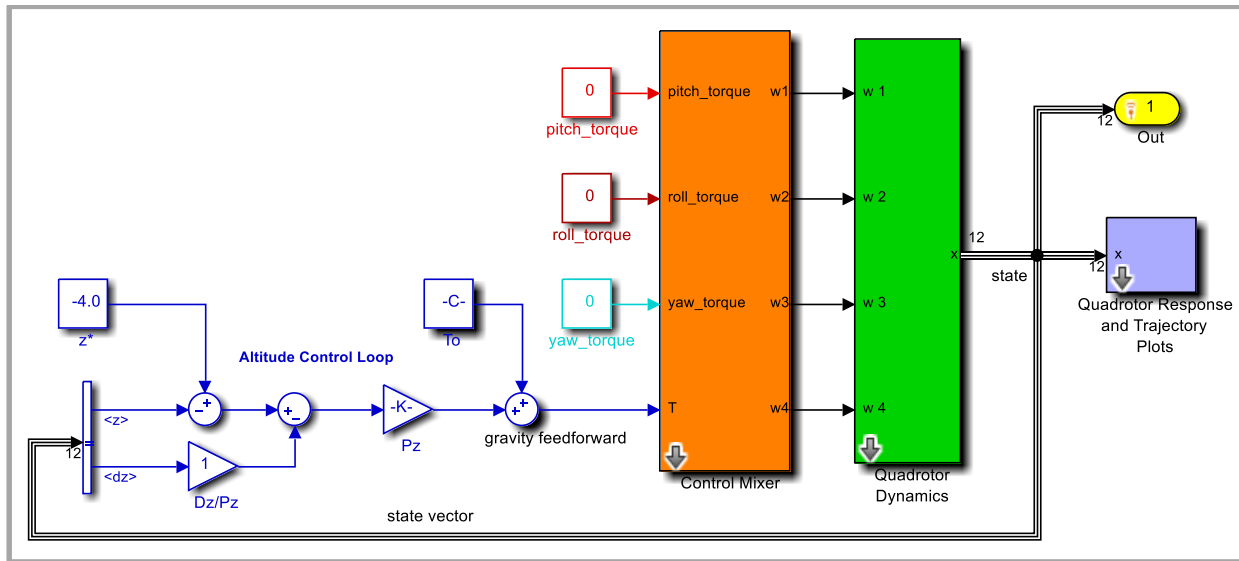 0
pitch_torque
0
roll_torque
0
yaw_torque
pitch_torque
roll_torque
yaw_torque
T
w1
w2
w3
w4
Control Mixer
w 1
w 2
w 3
w 4
x
Quadrotor
Dynamics
12
state
1
12
Out
x
12
Quadrotor Response
and Trajectory
Plots
-4.0
z*
Altitude Control Loop
-C-
To
12
=
<z>
<dz>
− +
+ −
1
Dz/Pz
-K-
Pz
+ +
gravity feedforward
state vector